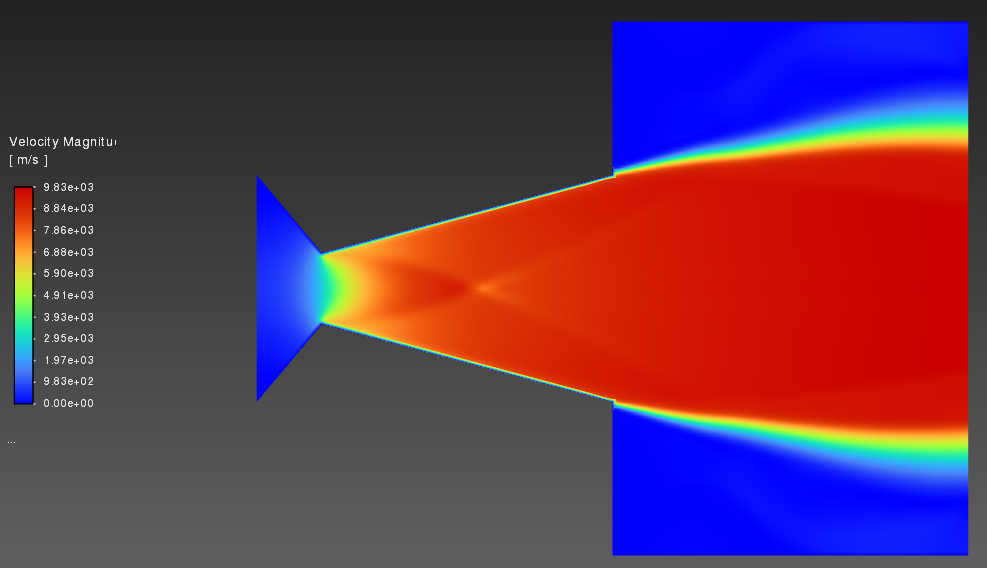 Velocity Magnitu
[ m/s ]
9.83e+03
8.84e+03
7.86e+03
6.88e+03
5.90e+03
4.91e+03
3.93e+03
2.95e+03
1.97e+03
9.83e+02
0.00e+00
...